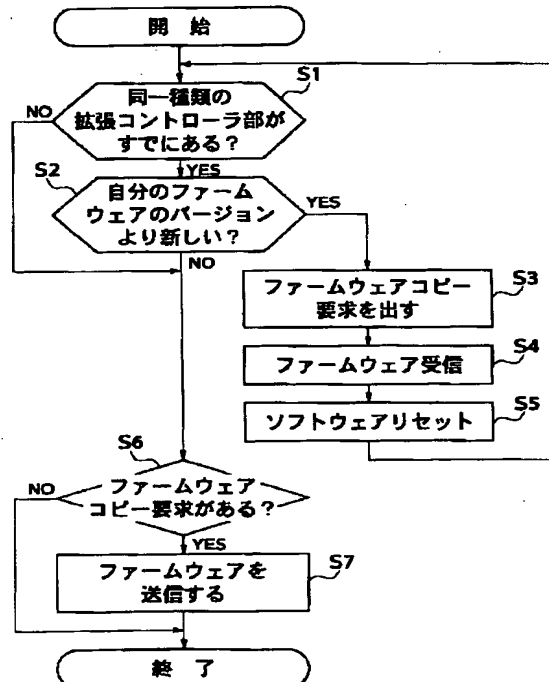 開 始
S1
同一種類の
拡張コントローラ部が
すでにある？
NO
YES
S2
自分のファーム
ウェアのバージョン
より新しい？
YES
NO
ファームウェアコピー
要求を出す
S3
ファームウェア受信
S4
ソフトウェアリセット
S5
S6
ファームウェア
コピー要求がある？
NO
YES
ファームウェアを
送信する
S7
終 了